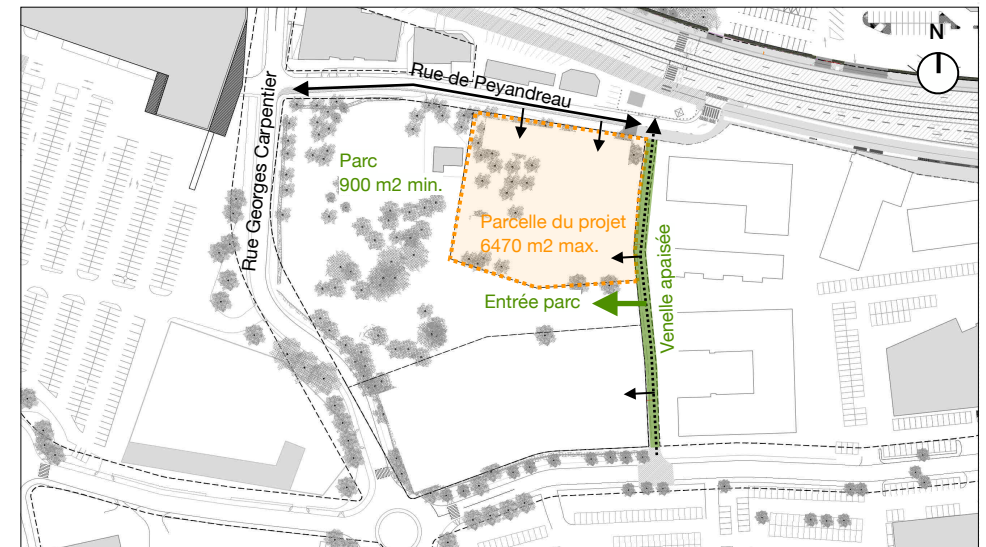 N
Rue de Peyandreau
Rue Georges Carpentier
Parc
900 m2 min.
Parcelle du projet
6470 m2 max.
Entrée parc
Venelle apaisée